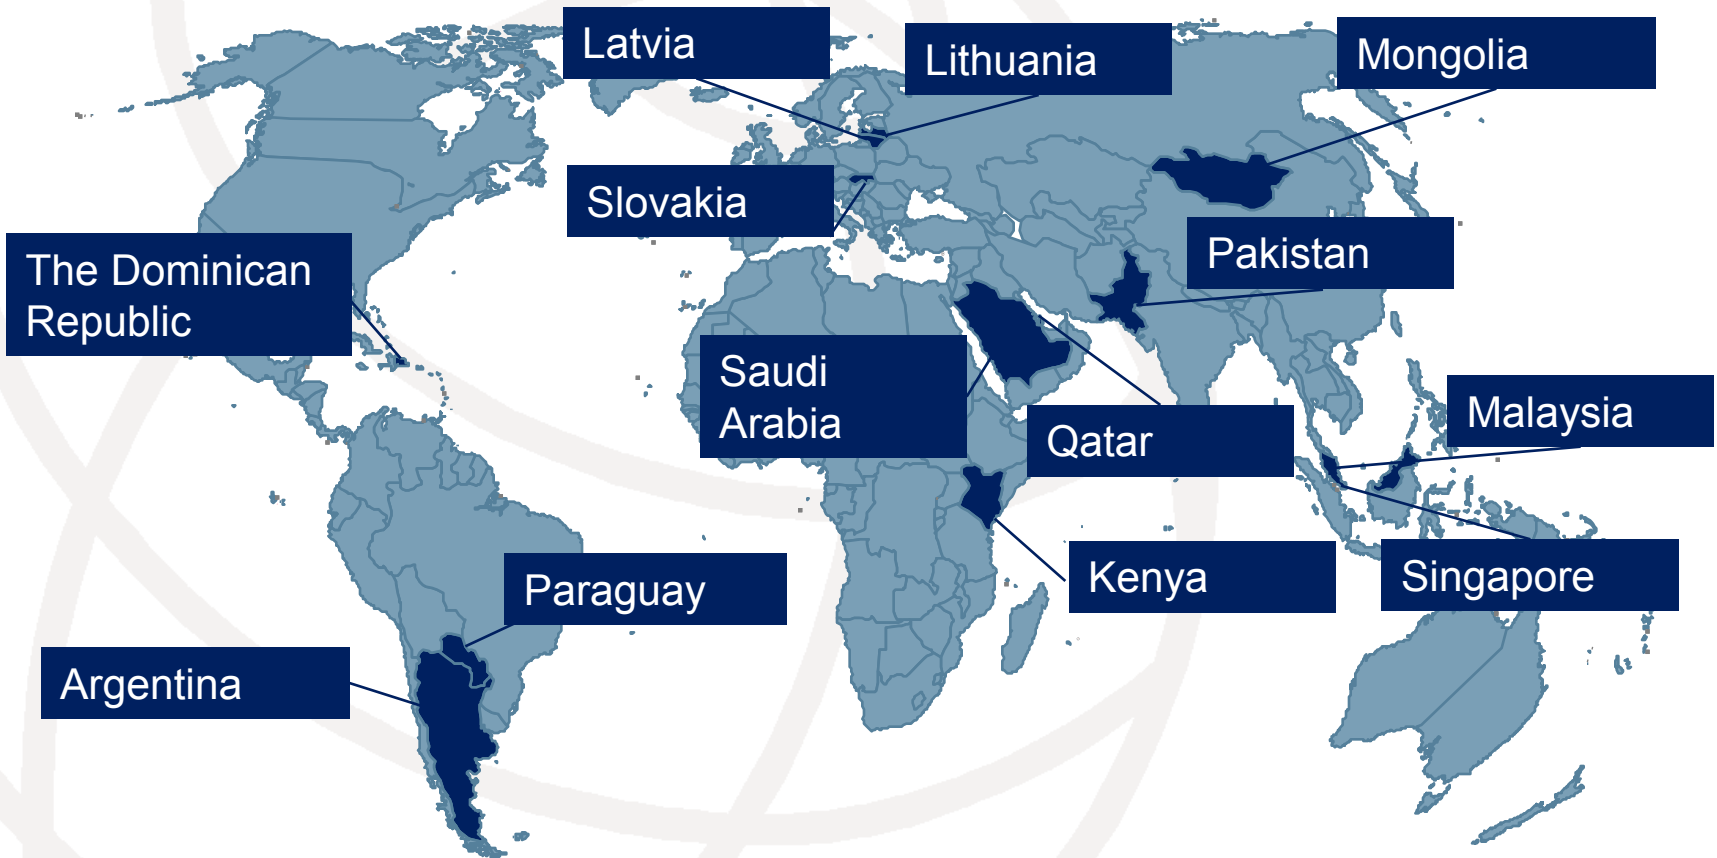 Latvia
Lithuania
Mongolia
Slovakia
Pakistan
The Dominican
Republic
Saudi
Arabia
Qatar
Malaysia
Kenya
Singapore
Paraguay
Argentina